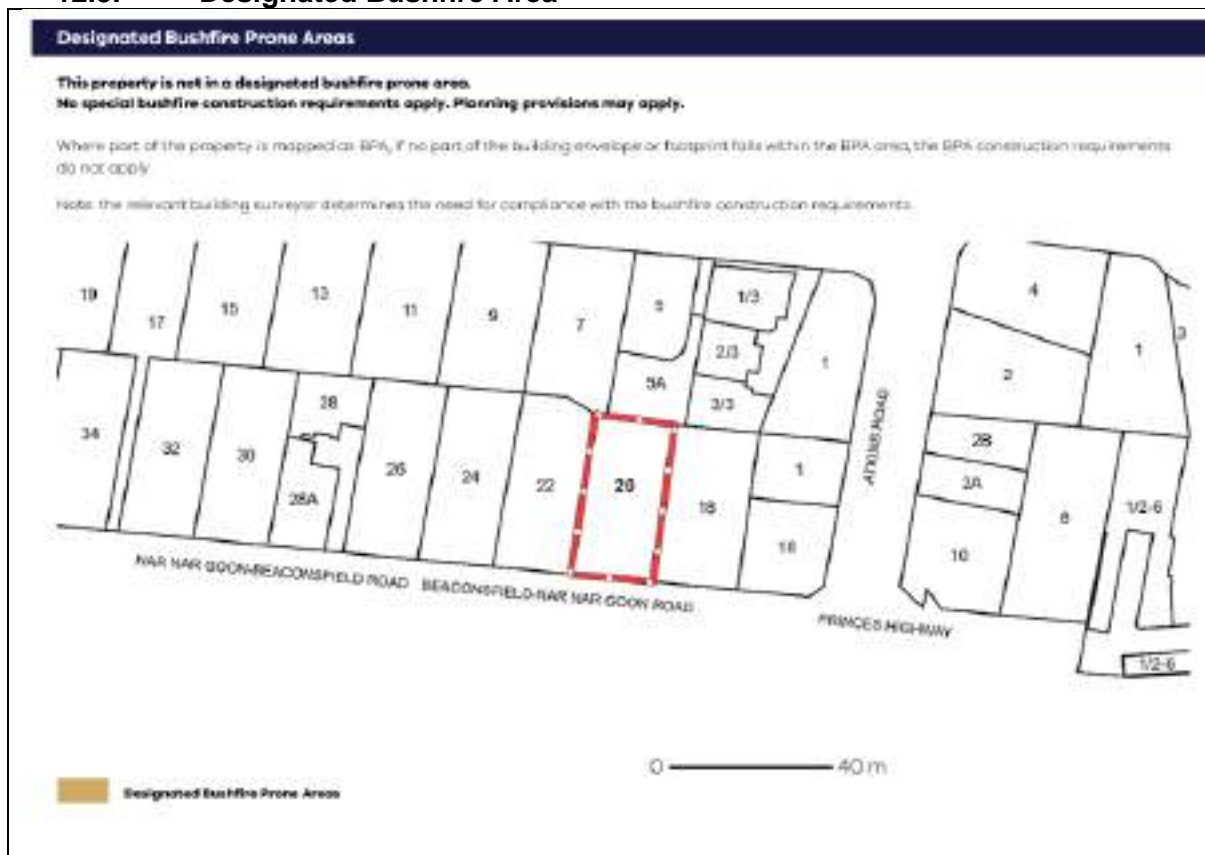 Designated Bushfire Area
Designated Bushfire Prone Areas
This property is not in a designated bushfire prone area.
No special bushfire construction requirements apply. Planning provisions may apply.
Where part of the property is mapped as BPA, if no part of the building envelope or footprint falls within the BPA area, the BPA construction requirements
do not apply
Note: the relevant building surveyor determines the need for compliance with the bushfire construction requirements.
19
17
15
13
11
9
7
5
1/3
2/3
5A
3/3
1
4
1
3
2
34
32
30
28
28A
26
24
22
20
18
1
16
ATKINS ROAD
2B
2A
10
8
1/2-6
NAR NAR GOON-BEACONSFIELD ROAD BEACONSFIELD-NAR NAR GOON ROAD
PRINCES HIGHWAY
1/2-6
0 40 m
Designated Bushfire Prone Areas